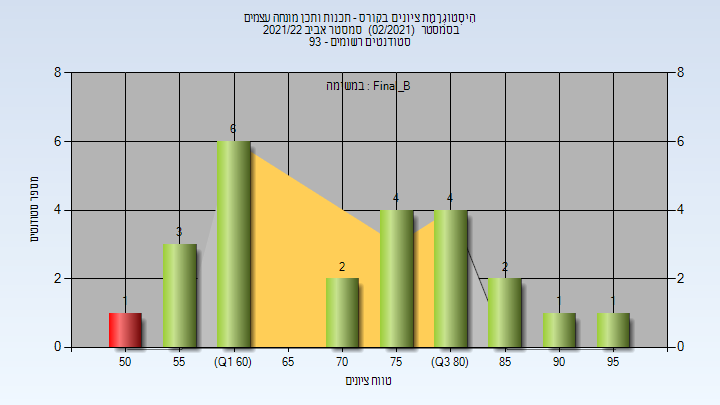 היסטוגרמת ציונים בקורס - תכנות ותכן מונחה עצמים
בסמסטר (02/2021) סמסטר אביב 2021/22
סטודנטים רשומים - 93
במשימה : Final_B
8 8
6 6
4 4
2 2
0 0
1 3 6 2 4 4 2 1 1
50 55 (Q1 60) 65 70 75 (Q3 80) 85 90 95
מספר סטודנטים
טווח ציונים